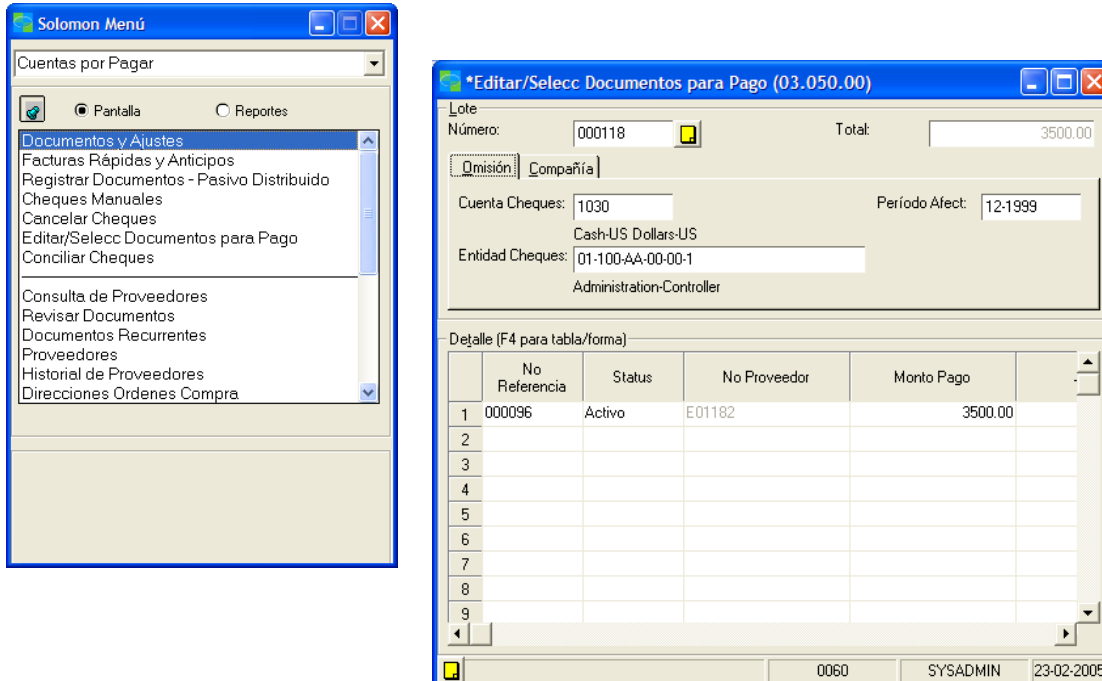 Solomon Menú
Cuentas por Pagar
Pantalla Reportes
Documentos y Ajustes
Facturas Rápidas y Anticipos
Registrar Documentos - Pasivo Distribuido
Cheques Manuales
Cancelar Cheques
Editar/Selecc Documentos para Pago
Conciliar Cheques
Consulta de Proveedores
Revisar Documentos
Documentos Recurrentes
Proveedores
Historial de Proveedores
Direcciones Ordenes Compra
*Editar/Selecc Documentos para Pago (03.050.00)
Lote
Número: 000118 Total: 3500.00
Omisión Compañía
Cuenta Cheques: 1030 Período Afect: 12-1999
Cash-US Dollars-US
Entidad Cheques: 01-100-AA-00-00-1
Administration-Controller
Detalle (F4 para tabla/forma)
No Referencia Status No Proveedor Monto Pago
1 000096 Activo E01182 3500.00
2
3
4
5
6
7
8
9
0060 SYSADMIN 23-02-2005